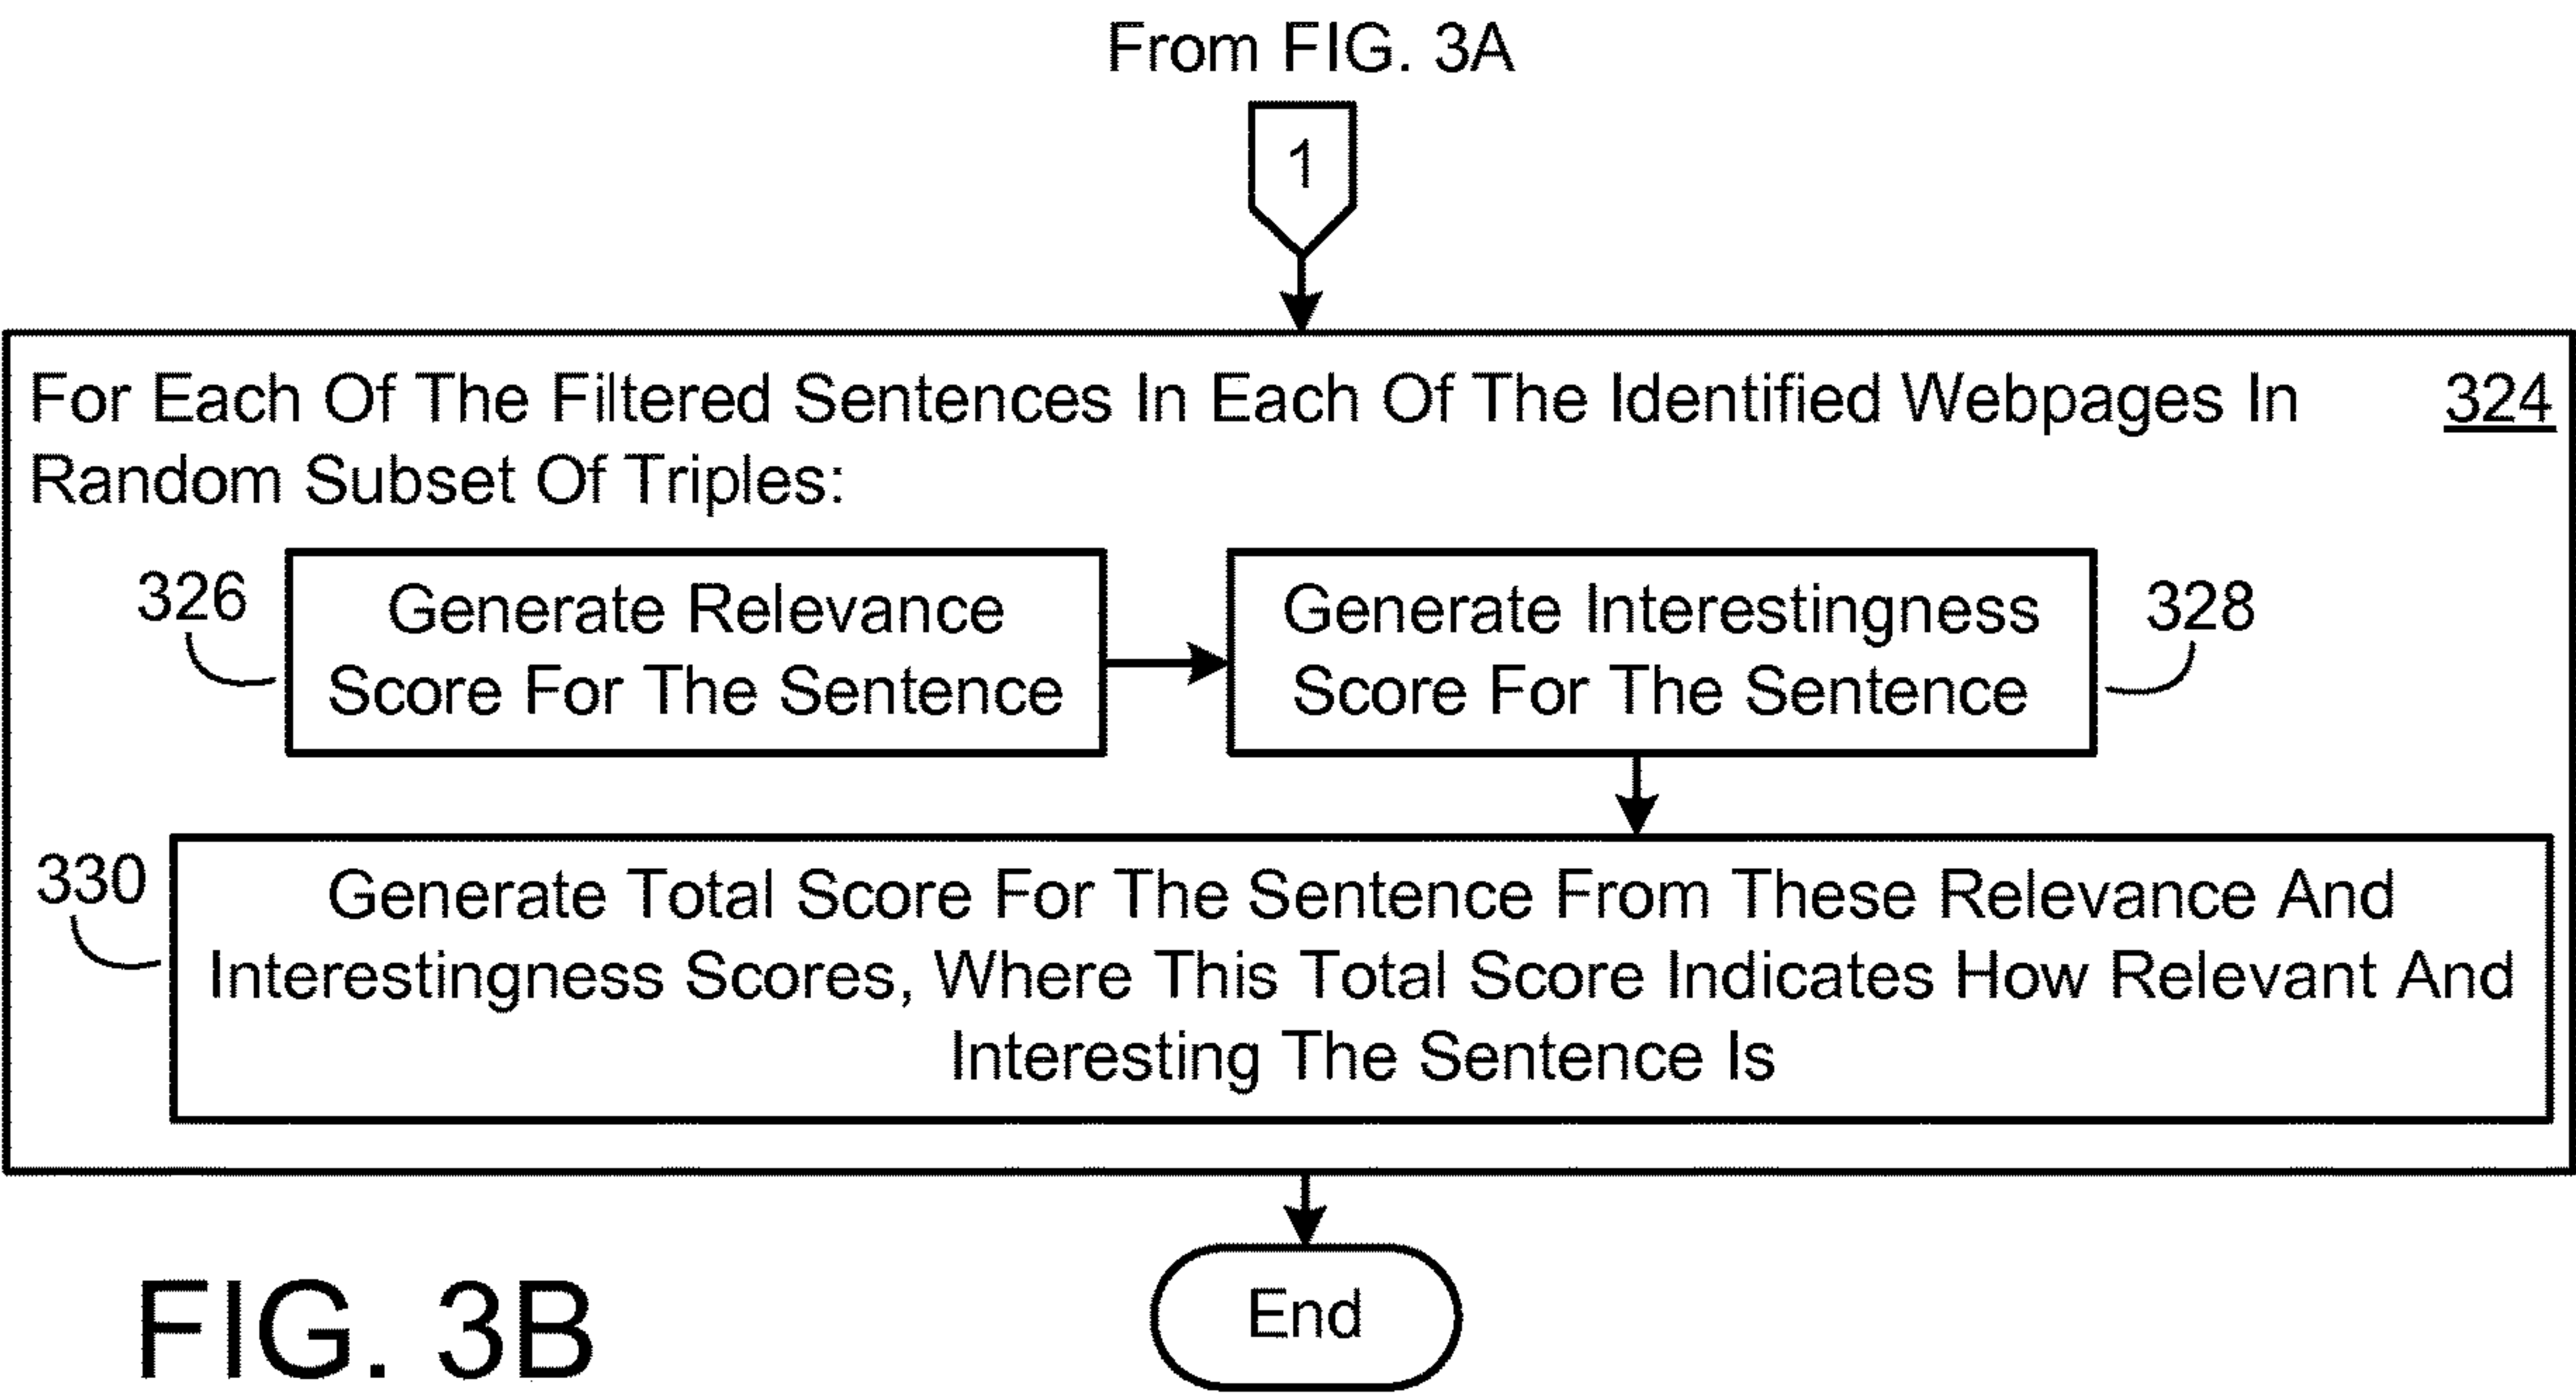 From FIG. 3A
1
For Each Of The Filtered Sentences In Each Of The Identified Webpages In 324
Random Subset Of Triples:
326
Generate Relevance
Score For The Sentence
Generate Interestingness
Score For The Sentence
328
330
Generate Total Score For The Sentence From These Relevance And
Interestingness Scores, Where This Total Score Indicates How Relevant And
Interesting The Sentence Is
End
FIG. 3B